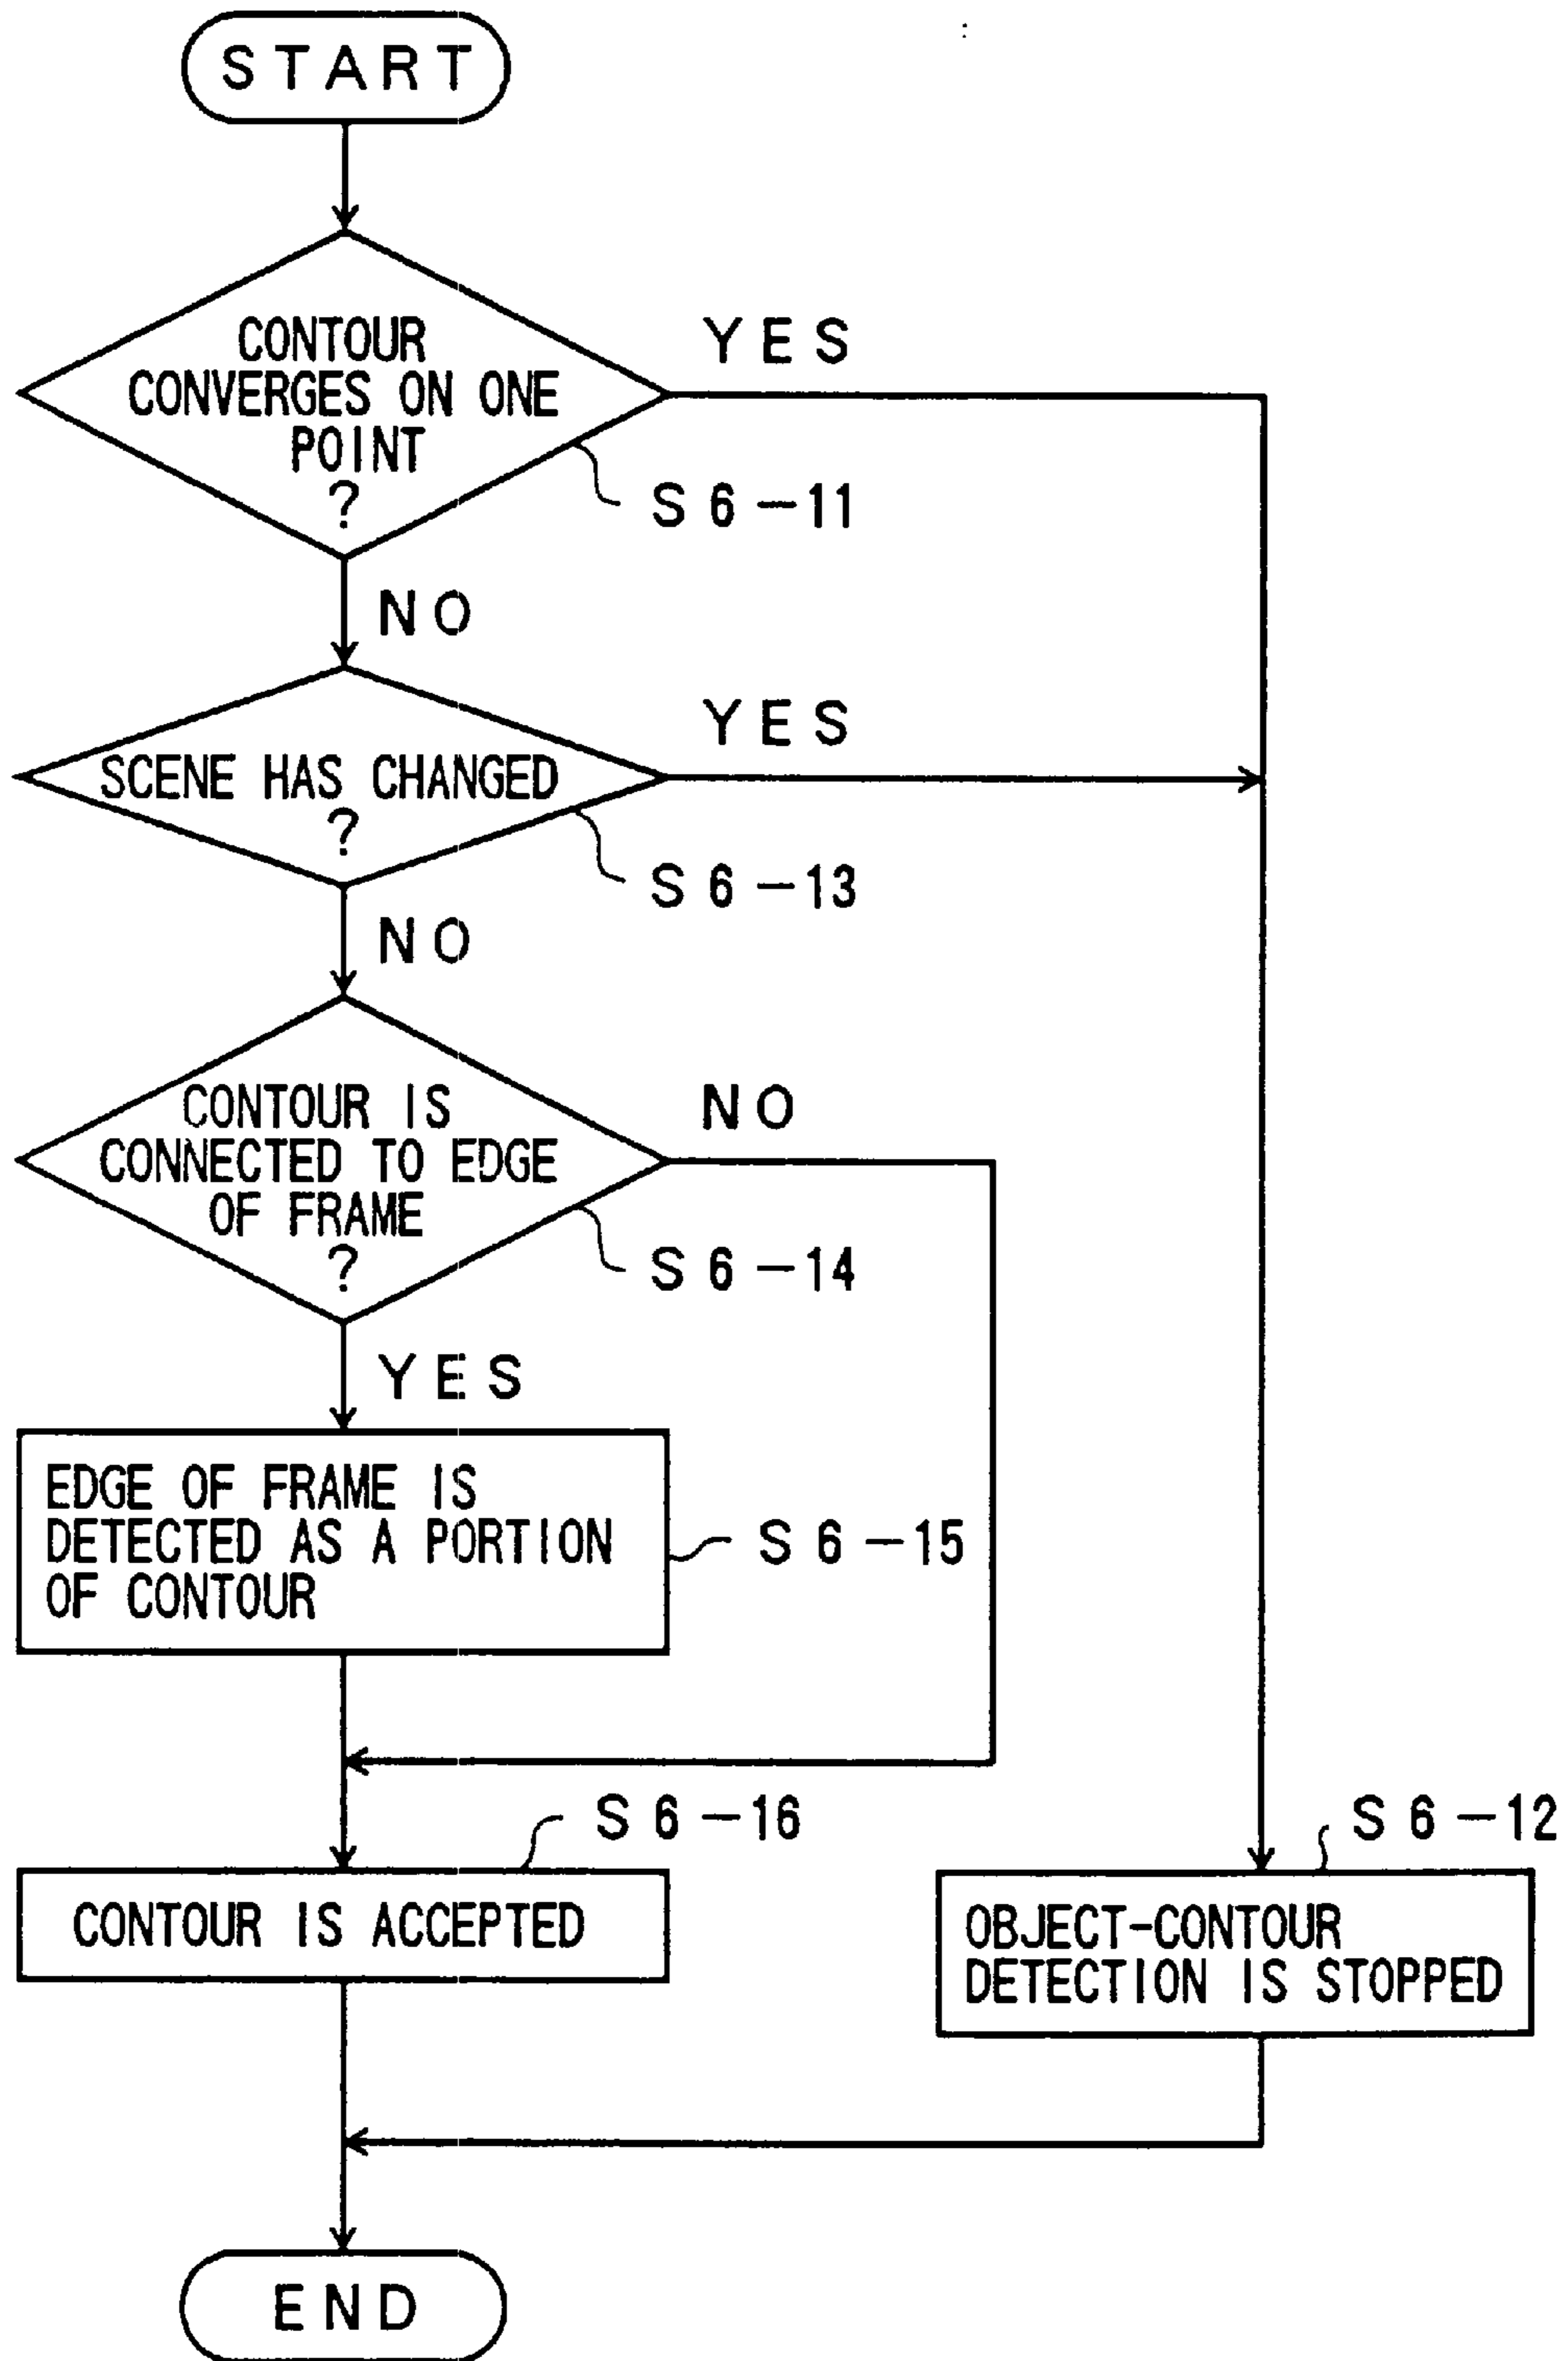 START
CONTOUR
CONVERGES ON ONE
POINT
?
YES
S6-11
NO
SCENE HAS CHANGED
?
YES
S6-13
NO
CONTOUR IS
CONNECTED TO EDGE
OF FRAME
?
NO
S6-14
YES
EDGE OF FRAME IS
DETECTED AS A PORTION
OF CONTOUR
S6-15
S6-16
CONTOUR IS ACCEPTED
S6-12
OBJECT-CONTOUR
DETECTION IS STOPPED
END